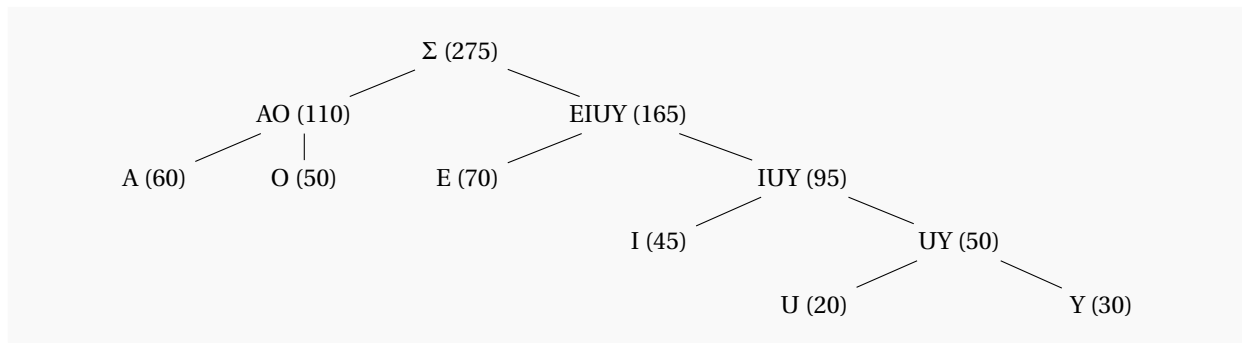 Σ (275)
AO (110) EIUY (165)
A (60) O (50) E (70) IUY (95)
I (45) UY (50)
U (20) Y (30)